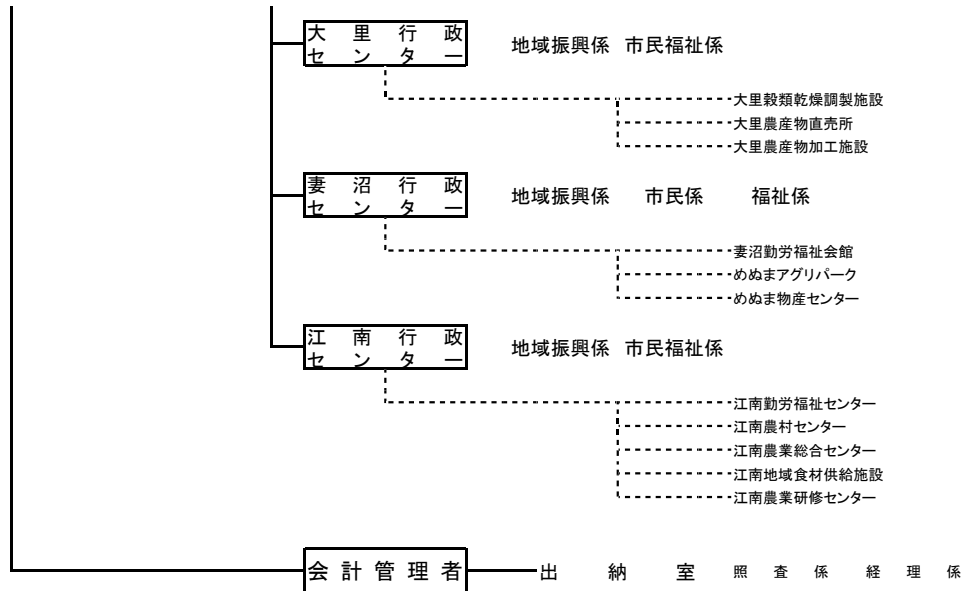 大里行政
センター
地域振興係 市民福祉係
大里穀類乾燥調製施設
大里農産物直売所
大里農産物加工施設
妻沼行政
センター
地域振興係 市民係 福祉係
妻沼勤労福祉会館
めぬまアグリパーク
めぬま物産センター
江南行政
センター
地域振興係 市民福祉係
江南勤労福祉センター
江南農村センター
江南農業総合センター
江南地域食材供給施設
江南農業研修センター
会計管理者 出納室 照査係 経理係